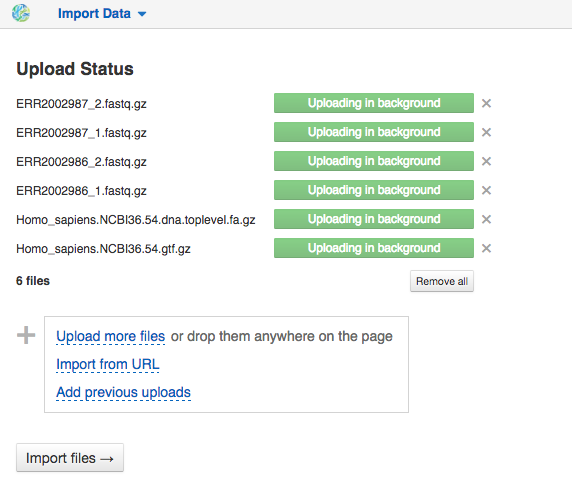 Import Data
Upload Status
ERR2002987_2.fastq.gz Uploading in background
ERR2002987_1.fastq.gz Uploading in background
ERR2002986_2.fastq.gz Uploading in background
ERR2002986_1.fastq.gz Uploading in background
Homo_sapiens.NCBI36.54.dna.toplevel.fa.gz Uploading in background
Homo_sapiens.NCBI36.54.gtf.gz Uploading in background
6 files Remove all
Upload more files or drop them anywhere on the page
Import from URL
Add previous uploads
Import files →